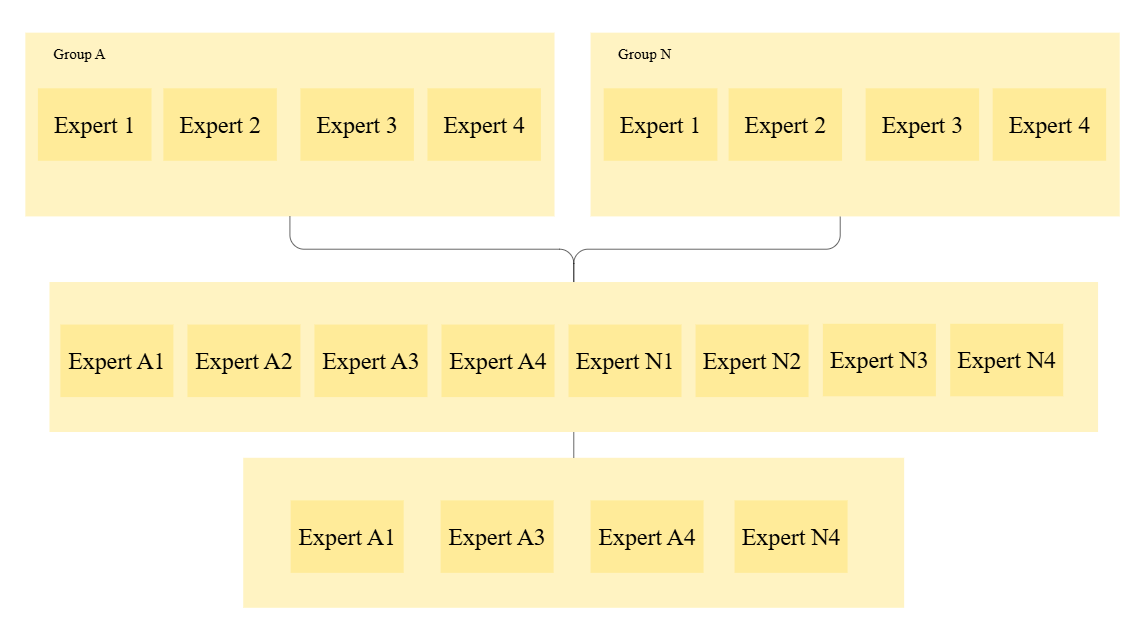 Group A
Expert 1
Expert 2
Expert 3
Expert 4
Group N
Expert 1
Expert 2
Expert 3
Expert 4
Expert A1
Expert A2
Expert A3
Expert A4
Expert N1
Expert N2
Expert N3
Expert N4
Expert A1
Expert A3
Expert A4
Expert N4